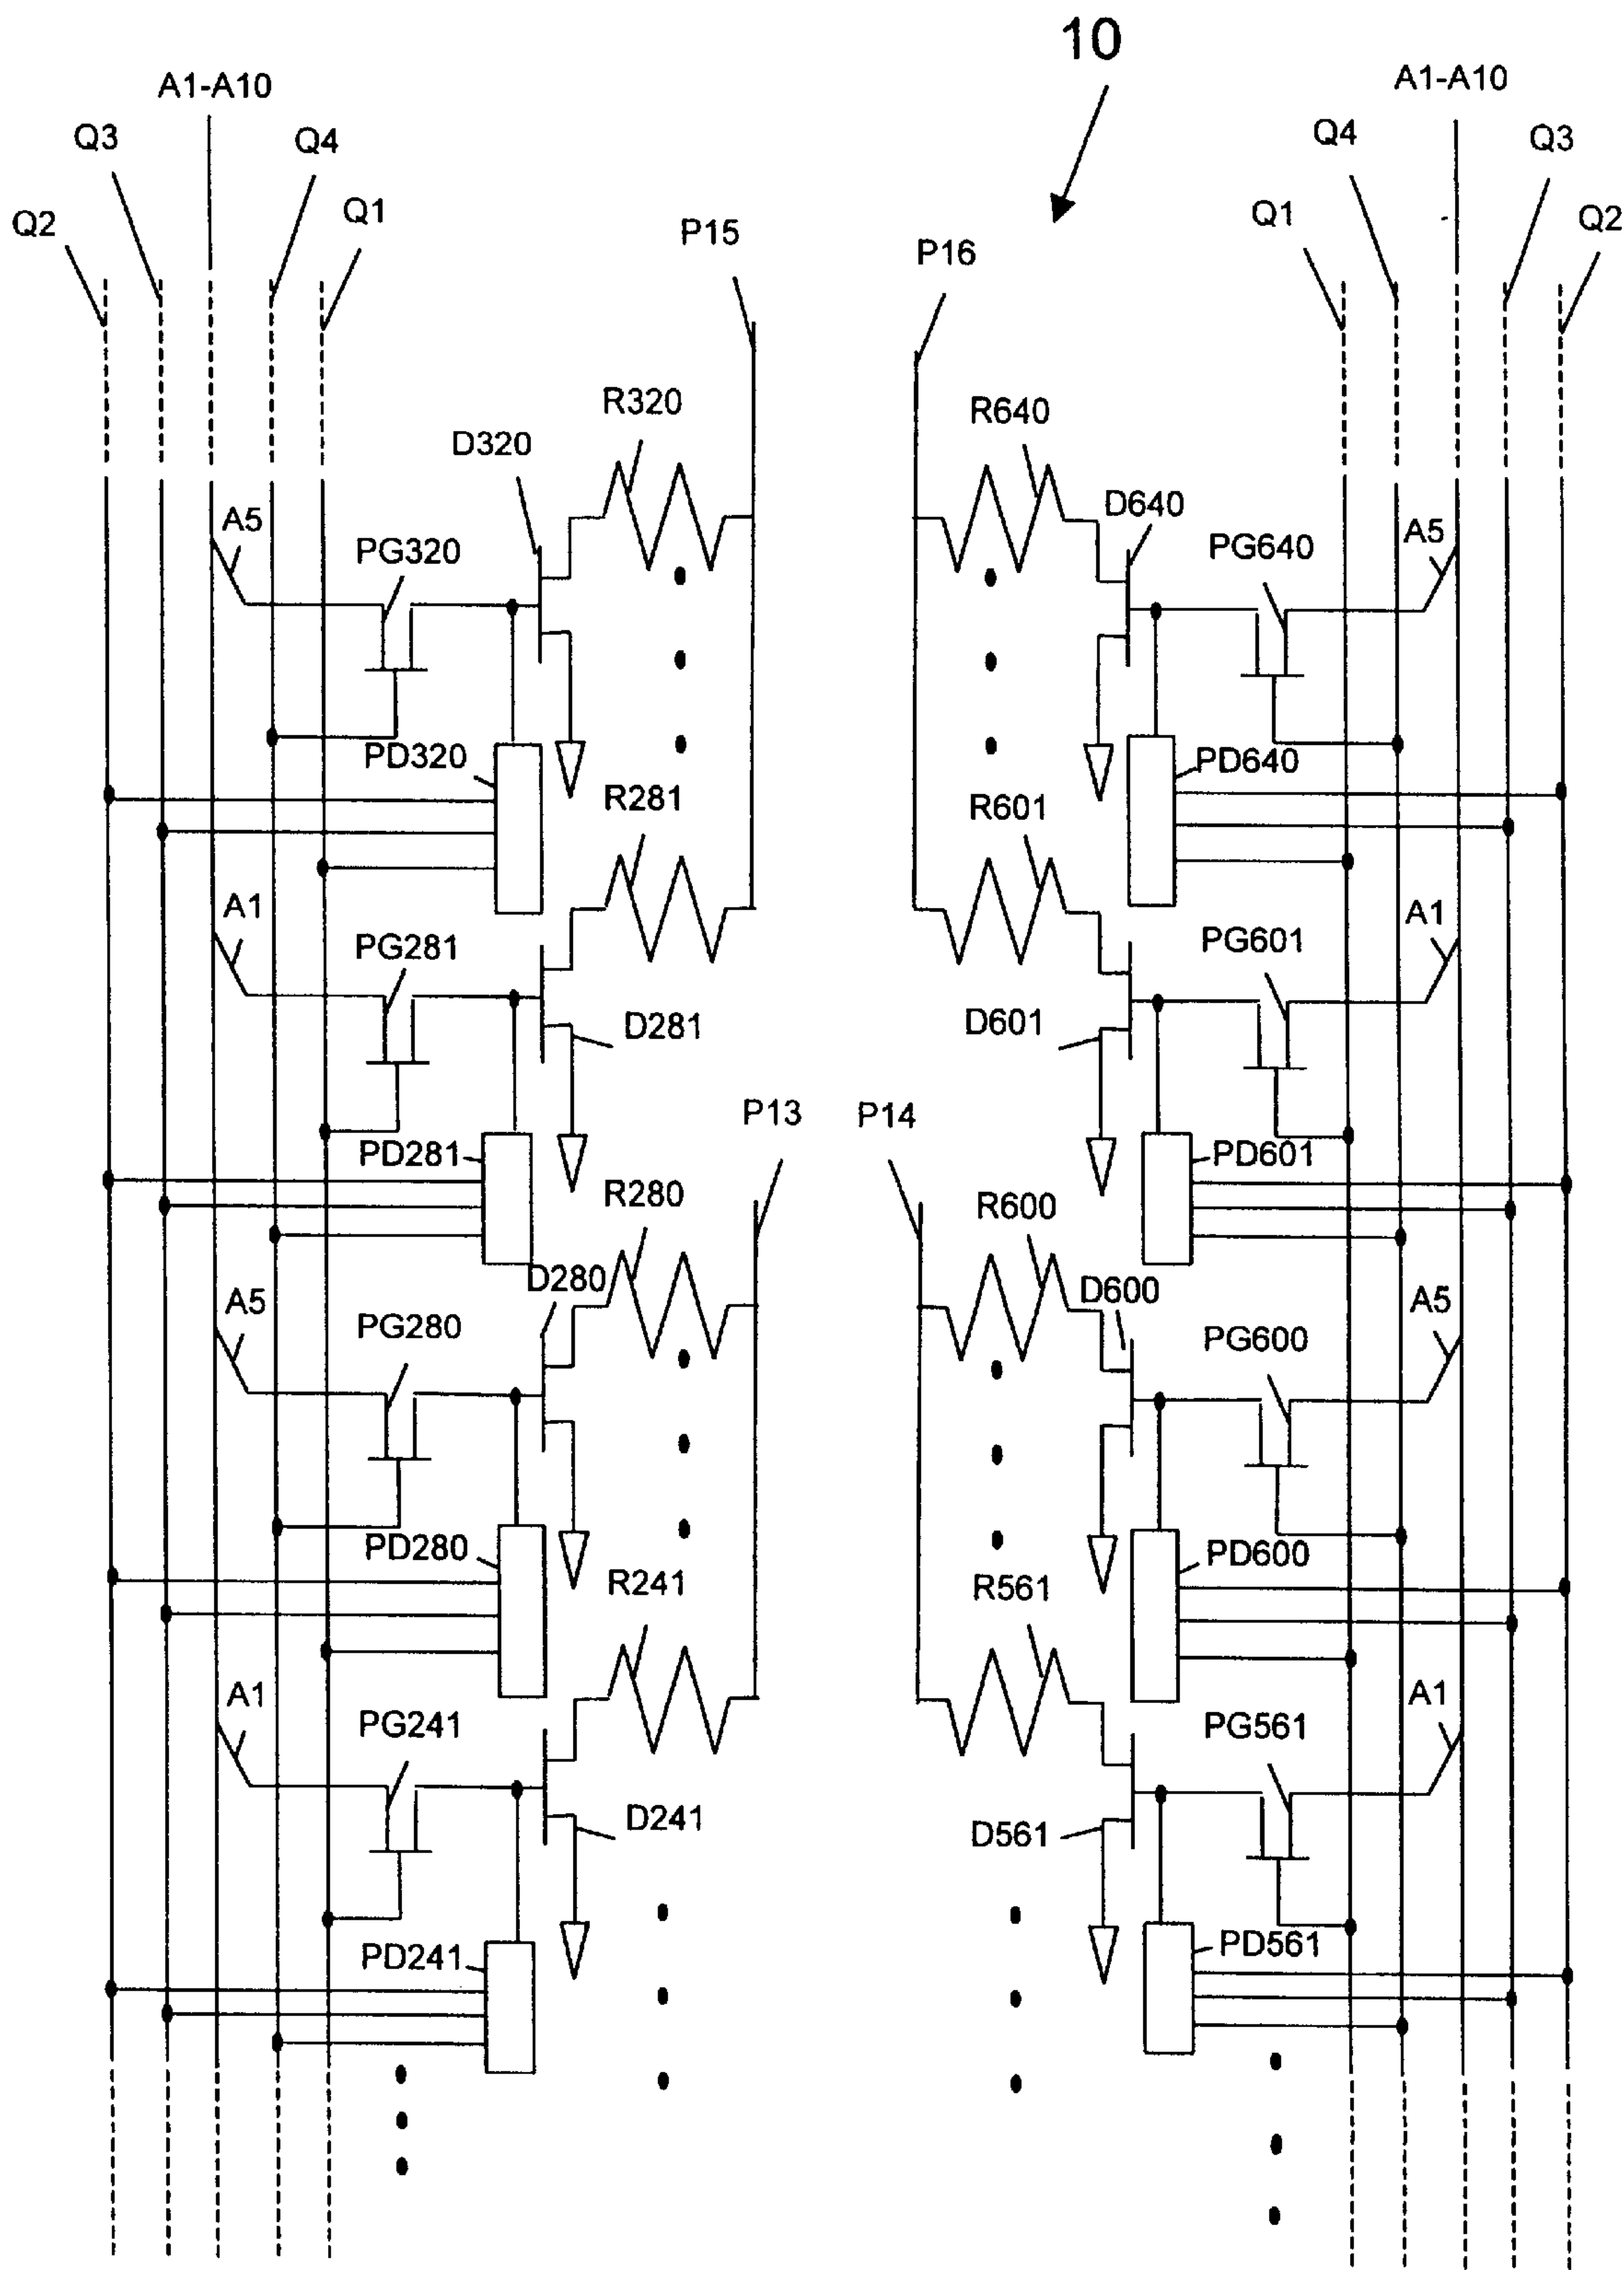 10
A1-A10
A1-A10
Q3
Q4
Q4
Q3
Q2
Q1
Q1
Q2
P15
P16
R320
R640
D320
D640
A5
PG320
PG640
A5
PD320
PD640
R281
R601
A1
PG281
PG601
A1
D281
D601
P13
P14
PD281
PD601
R280
R600
D280
D600
A5
PG280
PG600
A5
PD280
PD600
R241
R561
A1
PG241
PG561
A1
D241
D561
PD241
PD561